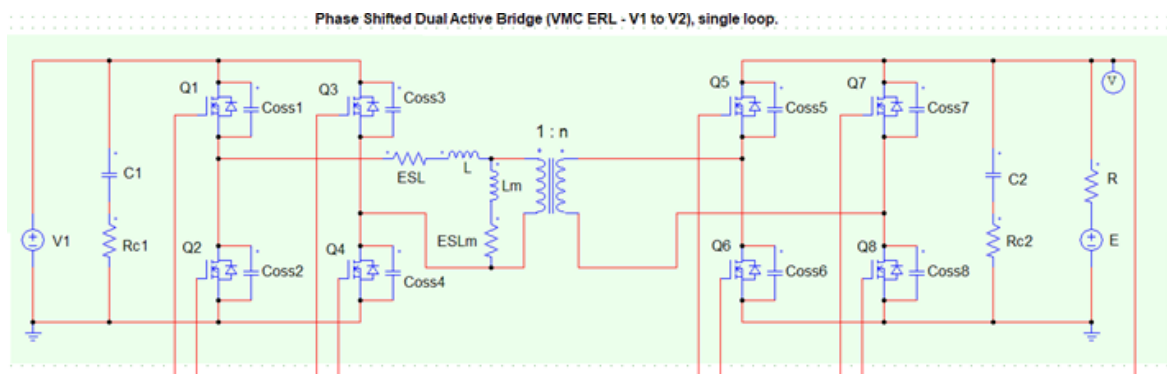 Phase Shifted Dual Active Bridge (VMC ERL - V1 to V2), single loop.
Q1
Coss1
Q3
Coss3
Q5
Coss5
Q7
Coss7
V
1 : n
C1
ESL
L
Lm
C2
R
V1
Rc1
Q2
Coss2
Q4
Coss4
ESLm
Q6
Coss6
Q8
Coss8
Rc2
E